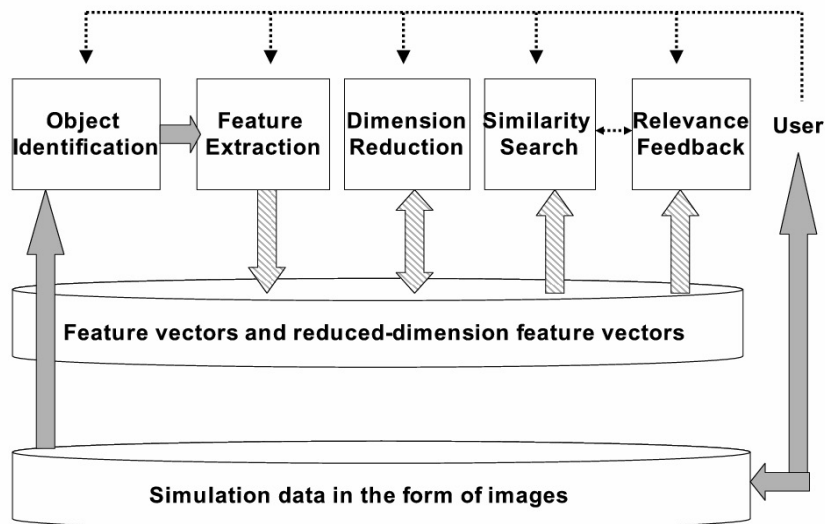 Object
Identification
Feature
Extraction
Dimension
Reduction
Similarity
Search
Relevance
Feedback
User
Feature vectors and reduced-dimension feature vectors
Simulation data in the form of images